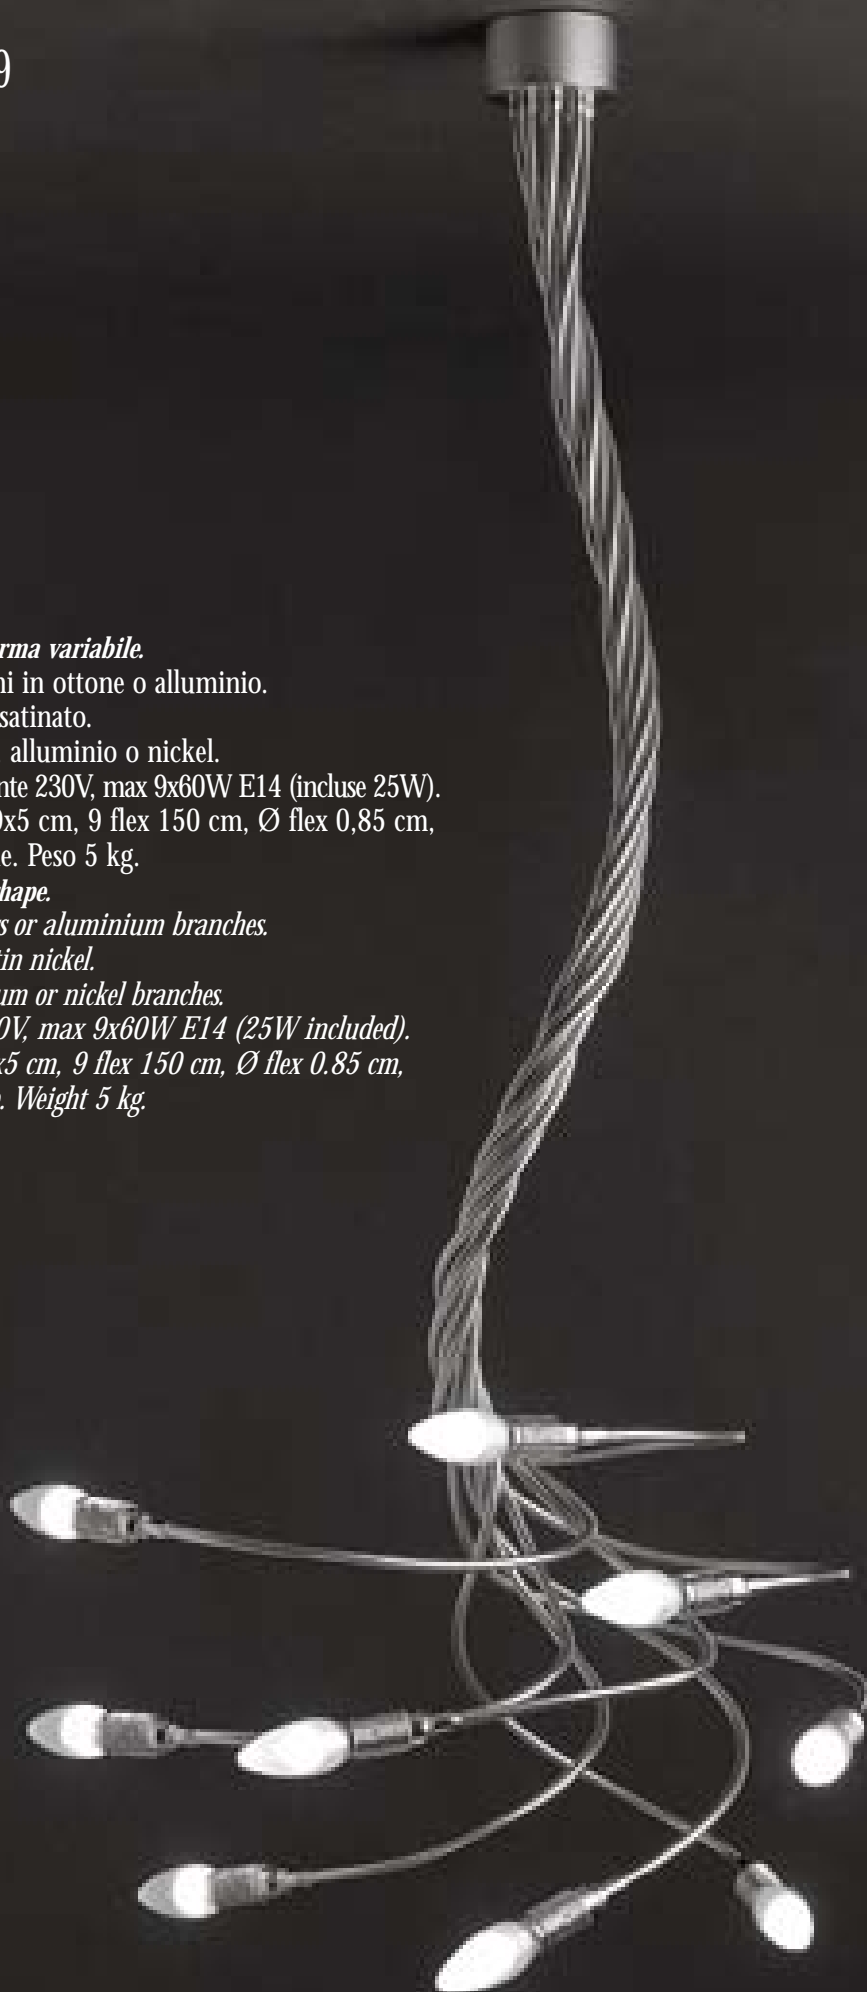 9
rma variabile.
ni in ottone o alluminio.
satinato.
alluminio o nickel.
nte 230V, max 9x60W E14 (incluse 25W).
0x5 cm, 9 flex 150 cm, Ø flex 0,85 cm,
e. Peso 5 kg.
hape.
s or aluminium branches.
tin nickel.
um or nickel branches.
0V, max 9x60W E14 (25W included).
x5 cm, 9 flex 150 cm, Ø flex 0.85 cm,
. Weight 5 kg.